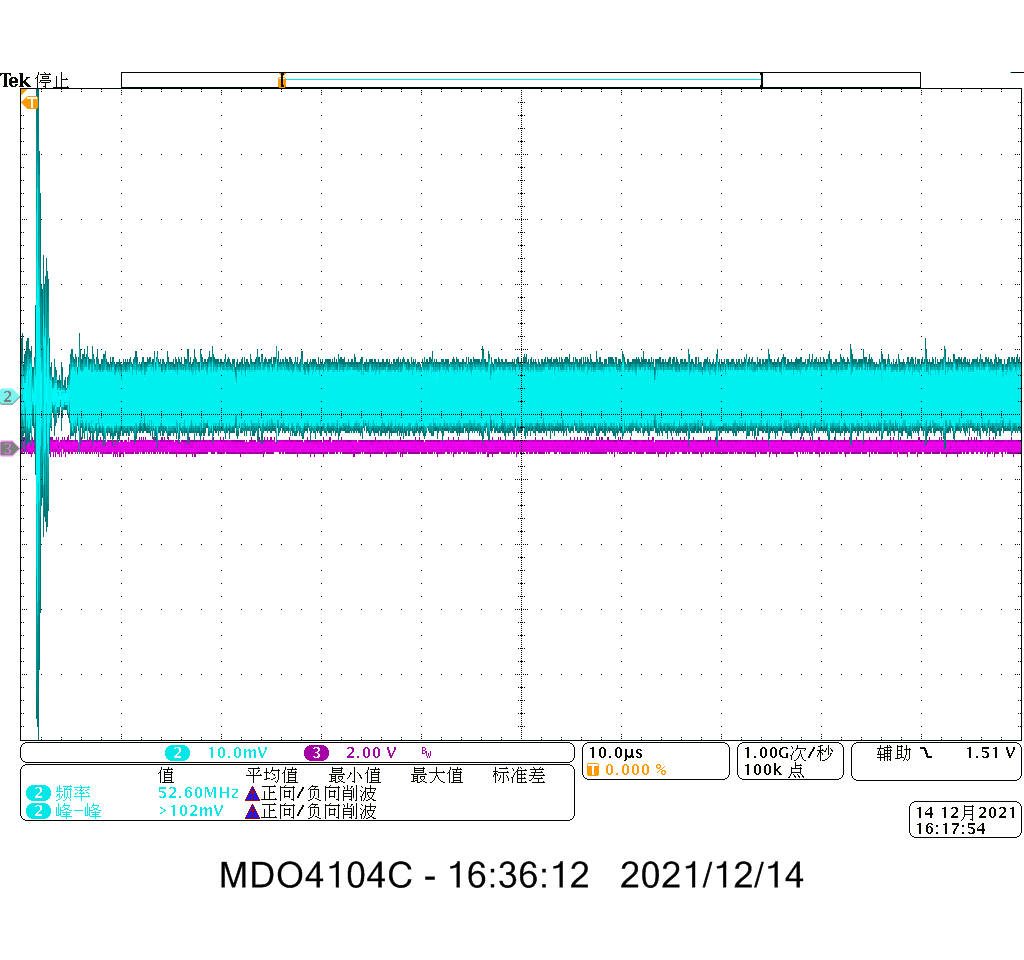 Tek 停止
T
2
3
2 10.0mV 3 2.00 V BW
10.0µs
T 0.000 %
1.00G次/秒
100k 点
辅助 1.51 V
值 平均值 最小值 最大值 标准差
2 频率 52.60MHz 正向/负向削波
2 峰-峰 >102mV 正向/负向削波
14 12月2021
16:17:54
MDO4104C - 16:36:12 2021/12/14